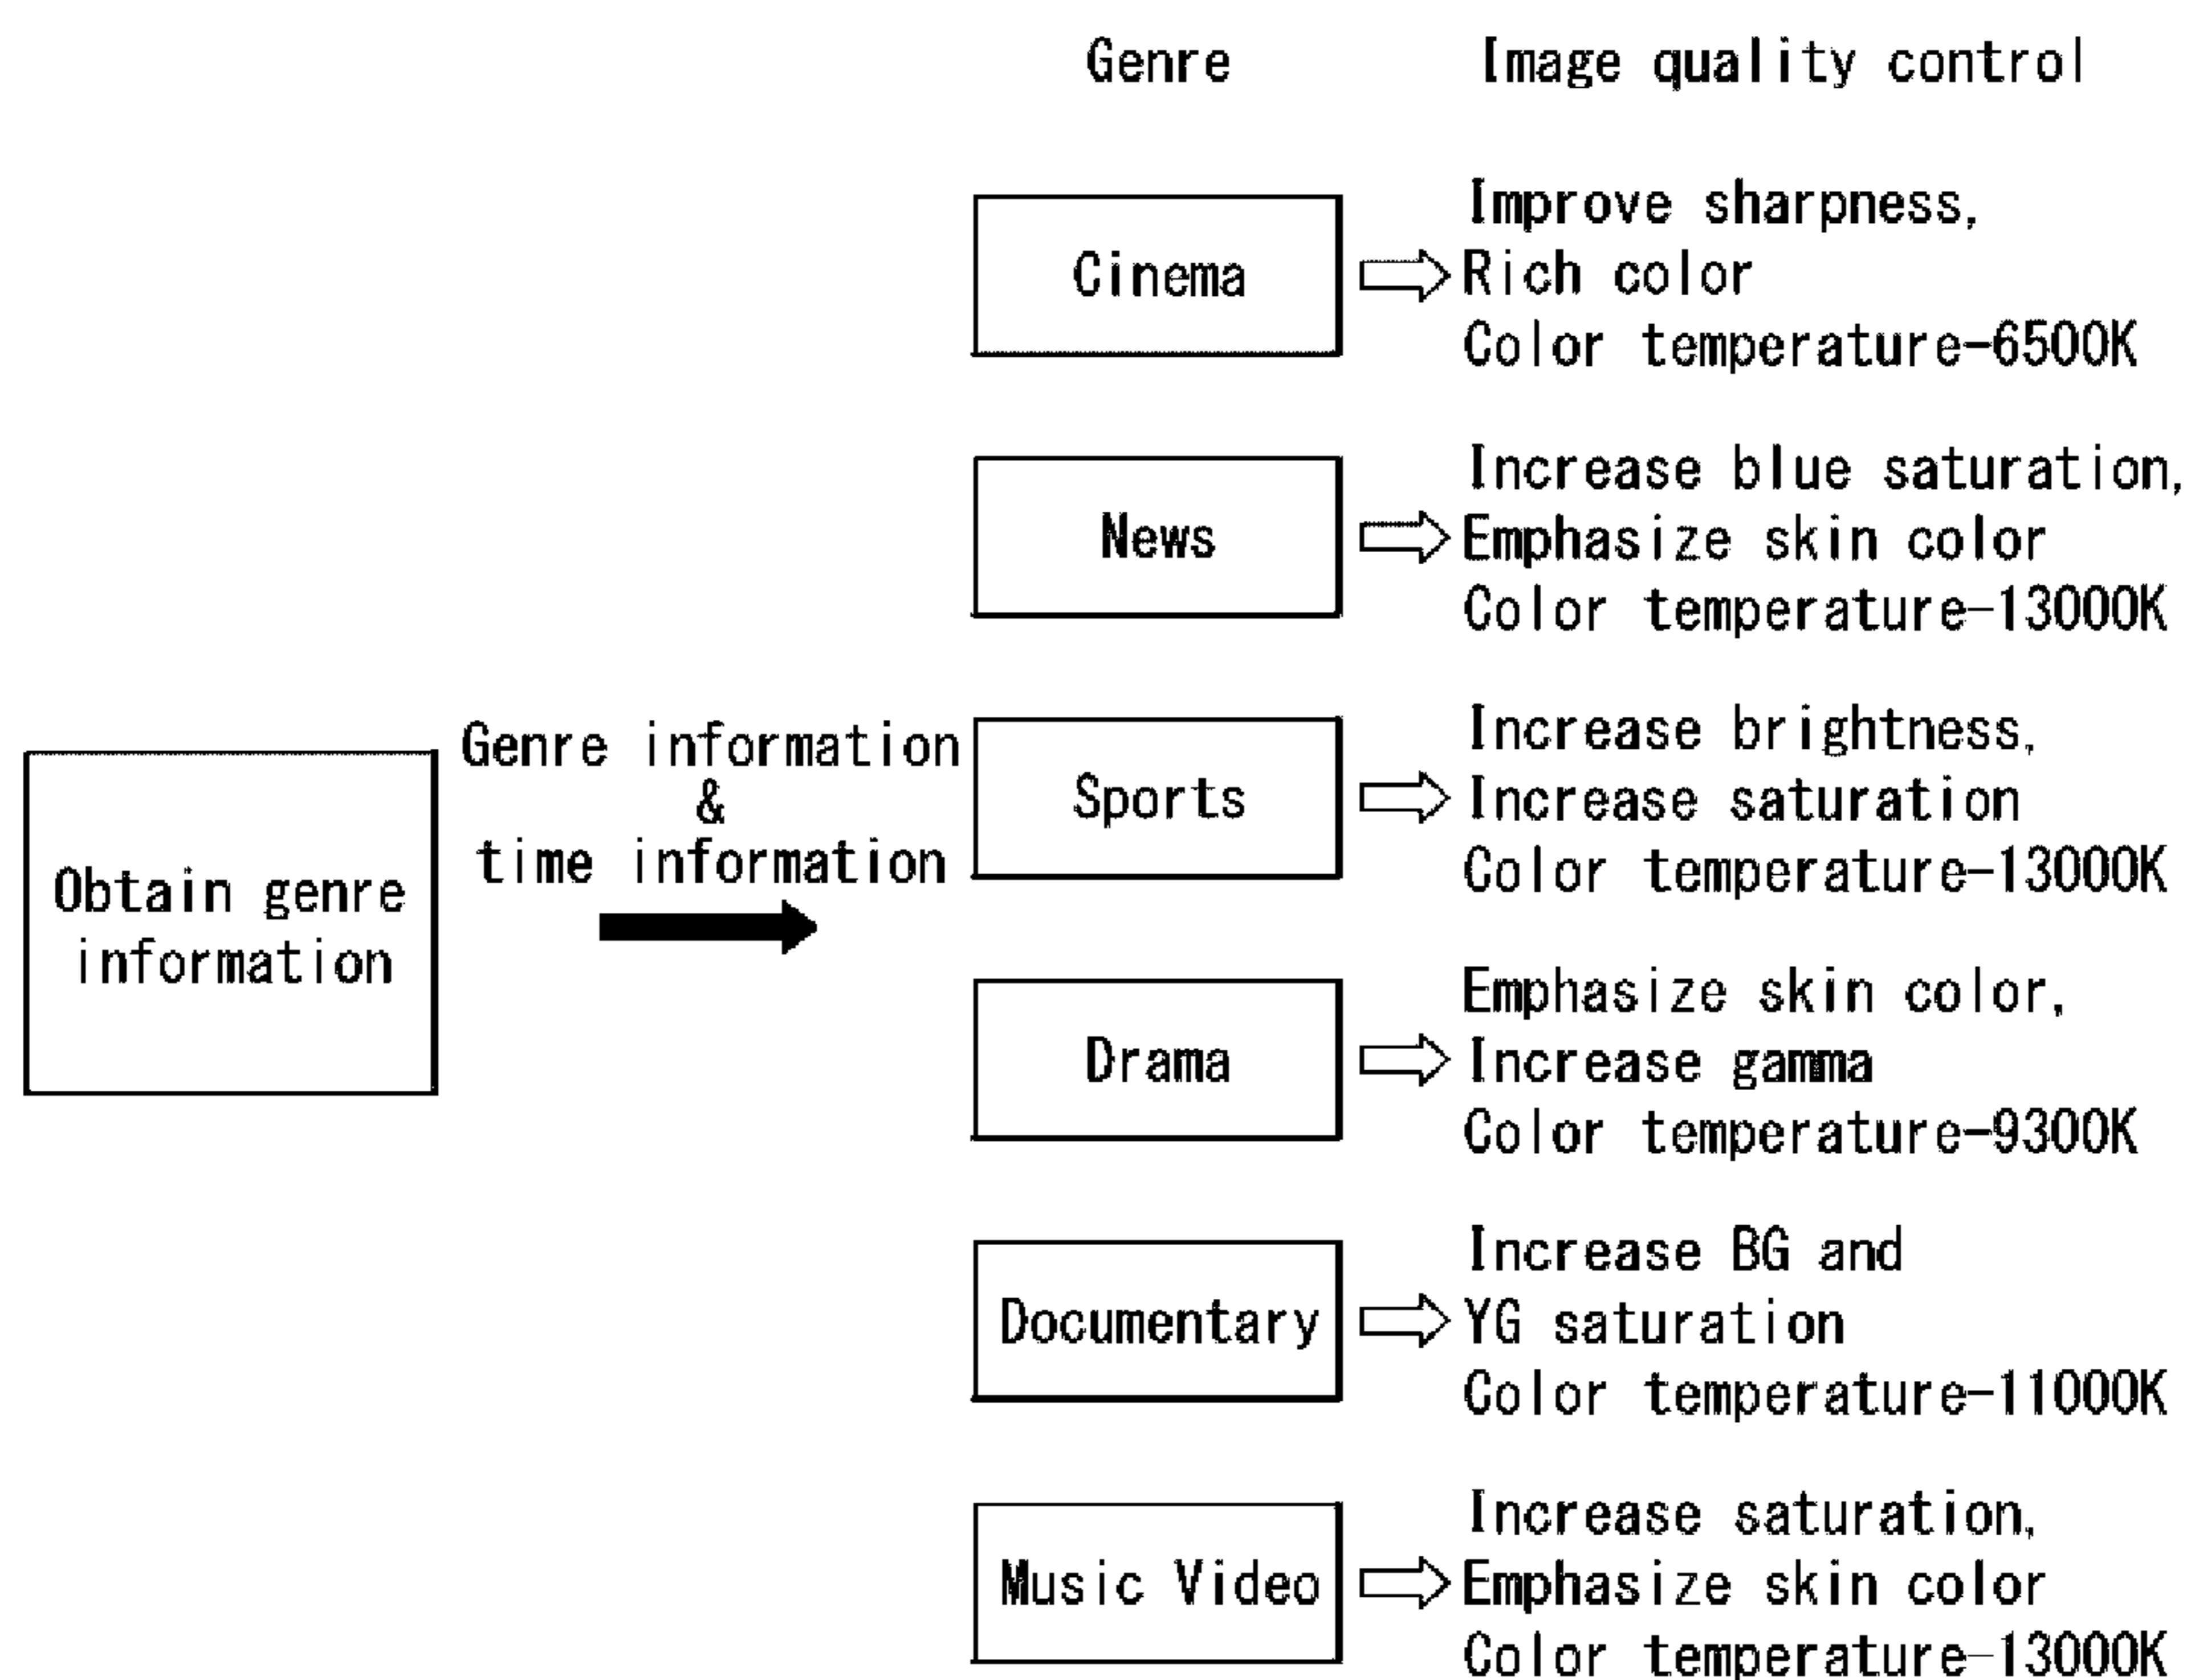 Genre
Image quality control
Obtain genre
information
Genre information
&
time information
Cinema
Improve sharpness,
Rich color
Color temperature-6500K
News
Increase blue saturation,
Emphasize skin color
Color temperature-13000K
Sports
Increase brightness,
Increase saturation
Color temperature-13000K
Drama
Emphasize skin color,
Increase gamma
Color temperature-9300K
Documentary
Increase BG and
YG saturation
Color temperature-11000K
Music Video
Increase saturation,
Emphasize skin color
Color temperature-13000K